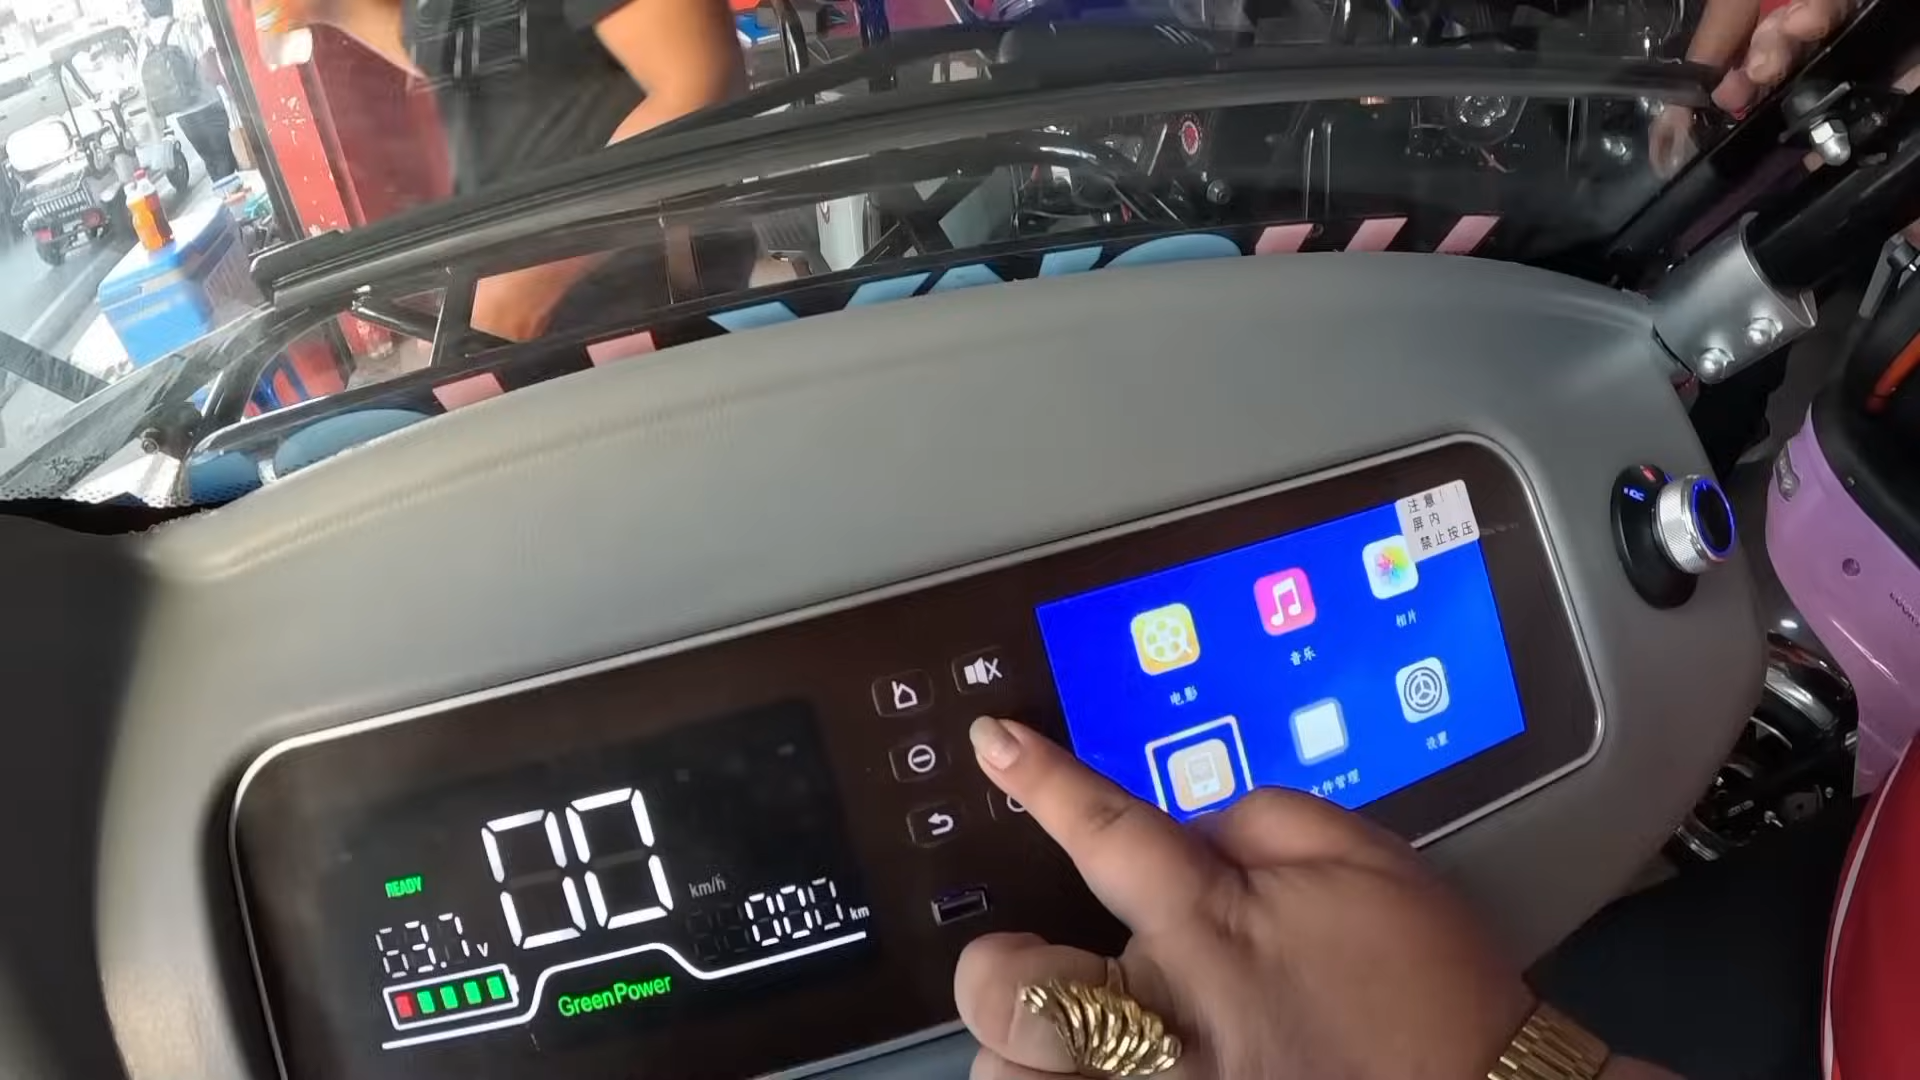 注意！！
屏内
禁止按压
电影
音乐
相片
文件管理
设置
READY
00
km/h
63.7v
000 km
GreenPower